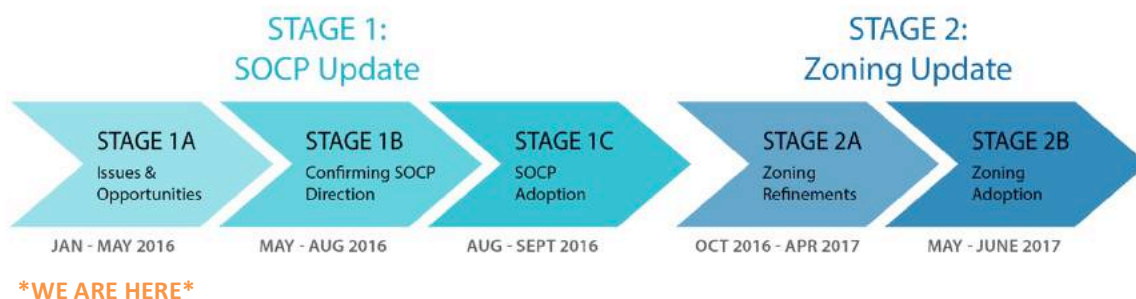 STAGE 1:
SOCP Update
STAGE 2:
Zoning Update
STAGE 1A
Issues &
Opportunities
STAGE 1B
Confirming SOCP
Direction
STAGE 1C
SOCP
Adoption
STAGE 2A
Zoning
Refinements
STAGE 2B
Zoning
Adoption
JAN - MAY 2016
MAY - AUG 2016
AUG - SEPT 2016
OCT 2016 - APR 2017
MAY - JUNE 2017
*WE ARE HERE*